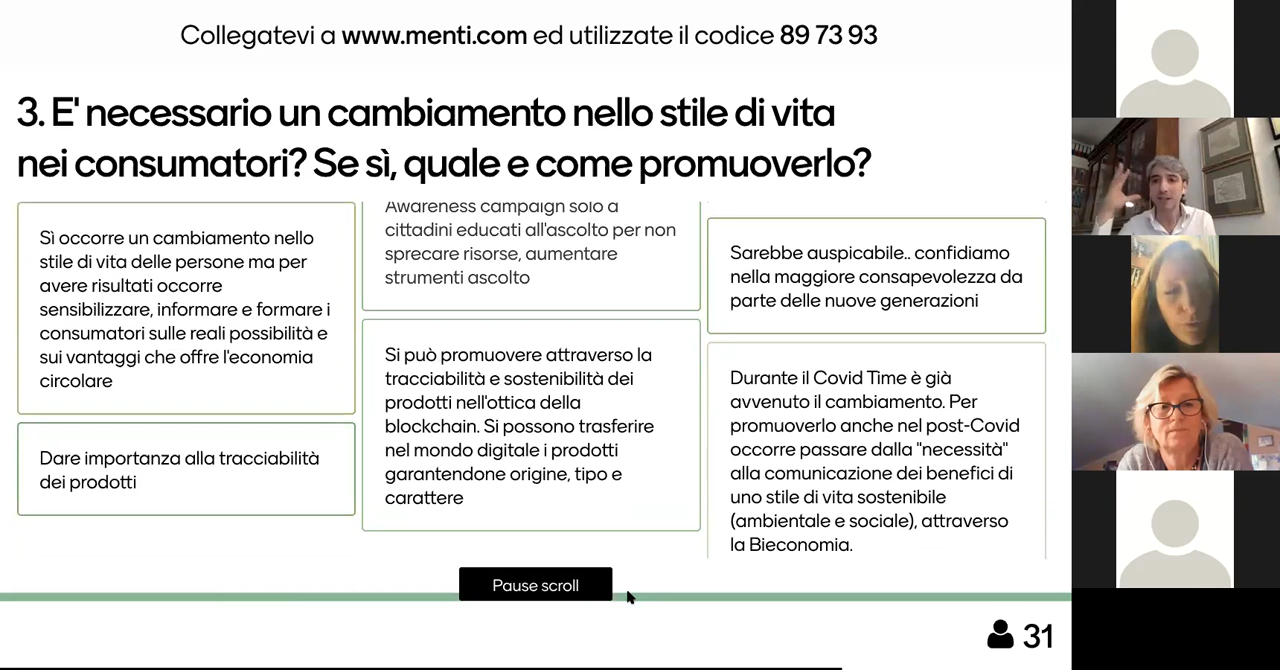 Collegatevi a www.menti.com ed utilizzate il codice 89 73 93
3. E' necessario un cambiamento nello stile di vita
nei consumatori? Se sì, quale e come promuoverlo?
Sì occorre un cambiamento nello
stile di vita delle persone ma per
avere risultati occorre
sensibilizzare, informare e formare i
consumatori sulle reali possibilità e
sui vantaggi che offre l'economia
circolare
Dare importanza alla tracciabilità
dei prodotti
Awareness campaign solo a
cittadini educati all'ascolto per non
sprecare risorse, aumentare
strumenti ascolto
Si può promuovere attraverso la
tracciabilità e sostenibilità dei
prodotti nell'ottica della
blockchain. Si possono trasferire
nel mondo digitale i prodotti
garantendone origine, tipo e
carattere
Sarebbe auspicabile.. confidiamo
nella maggiore consapevolezza da
parte delle nuove generazioni
Durante il Covid Time è già
avvenuto il cambiamento. Per
promuoverlo anche nel post-Covid
occorre passare dalla "necessità"
alla comunicazione dei benefici di
uno stile di vita sostenibile
(ambientale e sociale), attraverso
la Bieconomia.
Pause scroll
31